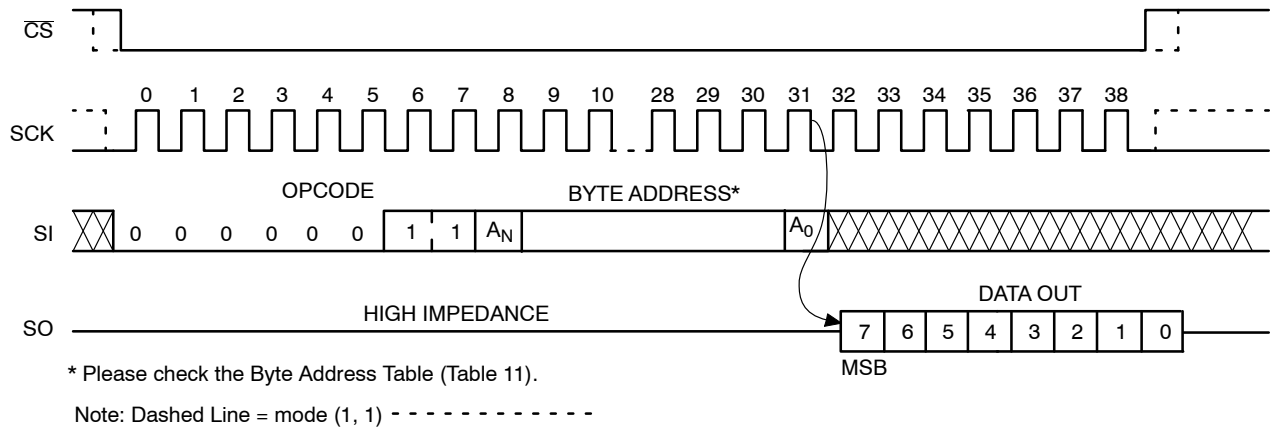 CS
0 1 2 3 4 5 6 7 8 9 10 28 29 30 31 32 33 34 35 36 37 38
SCK
OPCODE BYTE ADDRESS*
SI 0 0 0 0 0 0 1 1 AN A0
HIGH IMPEDANCE DATA OUT
SO 7 6 5 4 3 2 1 0
MSB
* Please check the Byte Address Table (Table 11).
Note: Dashed Line = mode (1, 1) - - - - - - - - - - - - -